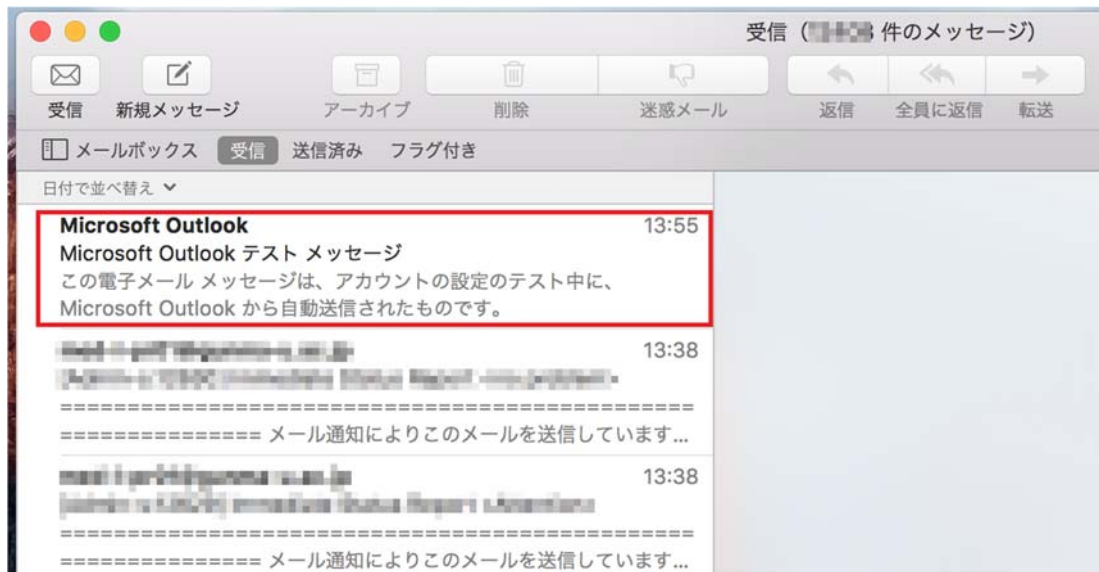 受信（ 件のメッセージ）
受信 新規メッセージ アーカイブ 削除 迷惑メール 返信 全員に返信 転送
メールボックス 受信 送信済み フラグ付き
日付で並べ替え
Microsoft Outlook 13:55
Microsoft Outlook テスト メッセージ
この電子メール メッセージは、アカウントの設定のテスト中に、
Microsoft Outlook から自動送信されたものです。
13:38
===============================================
=============== メール通知によりこのメールを送信しています...
13:38
===============================================
=============== メール通知によりこのメールを送信しています...